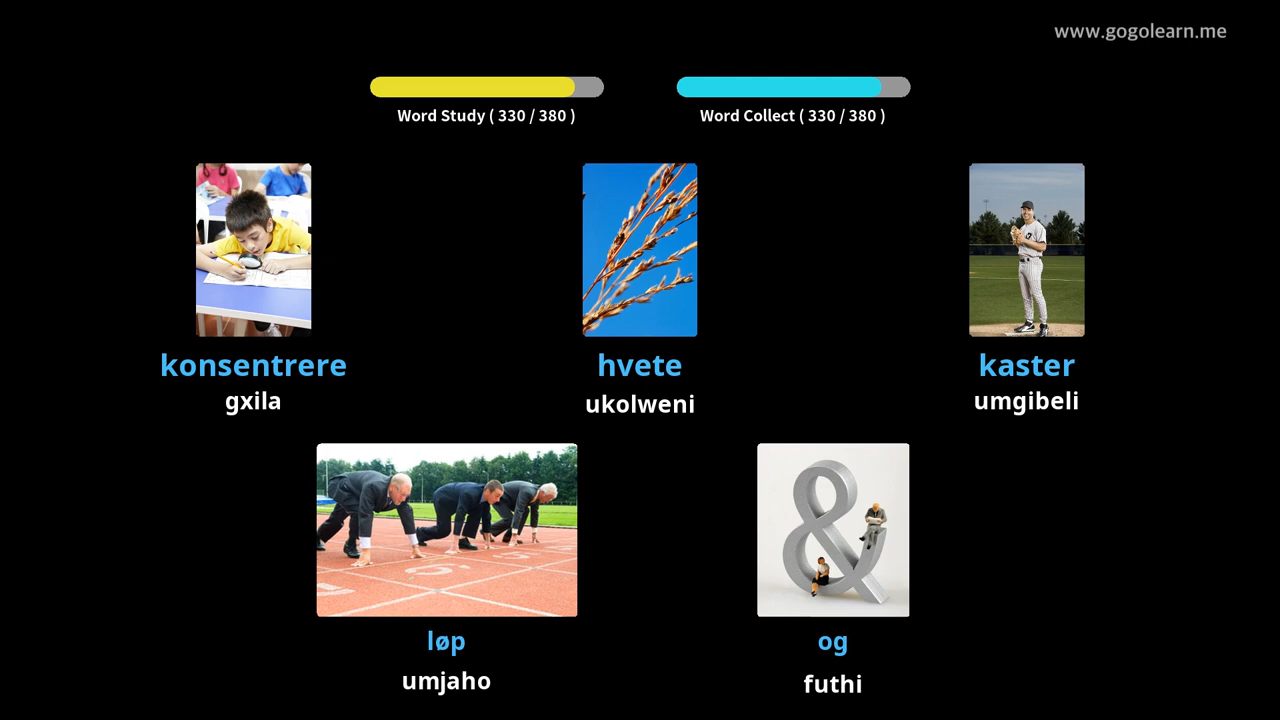 www.gogolearn.me
Word Study ( 330 / 380 )
Word Collect ( 330 / 380 )
konsentrere
gxila
hvete
ukolweni
kaster
umgibeli
løp
umjaho
og
futhi